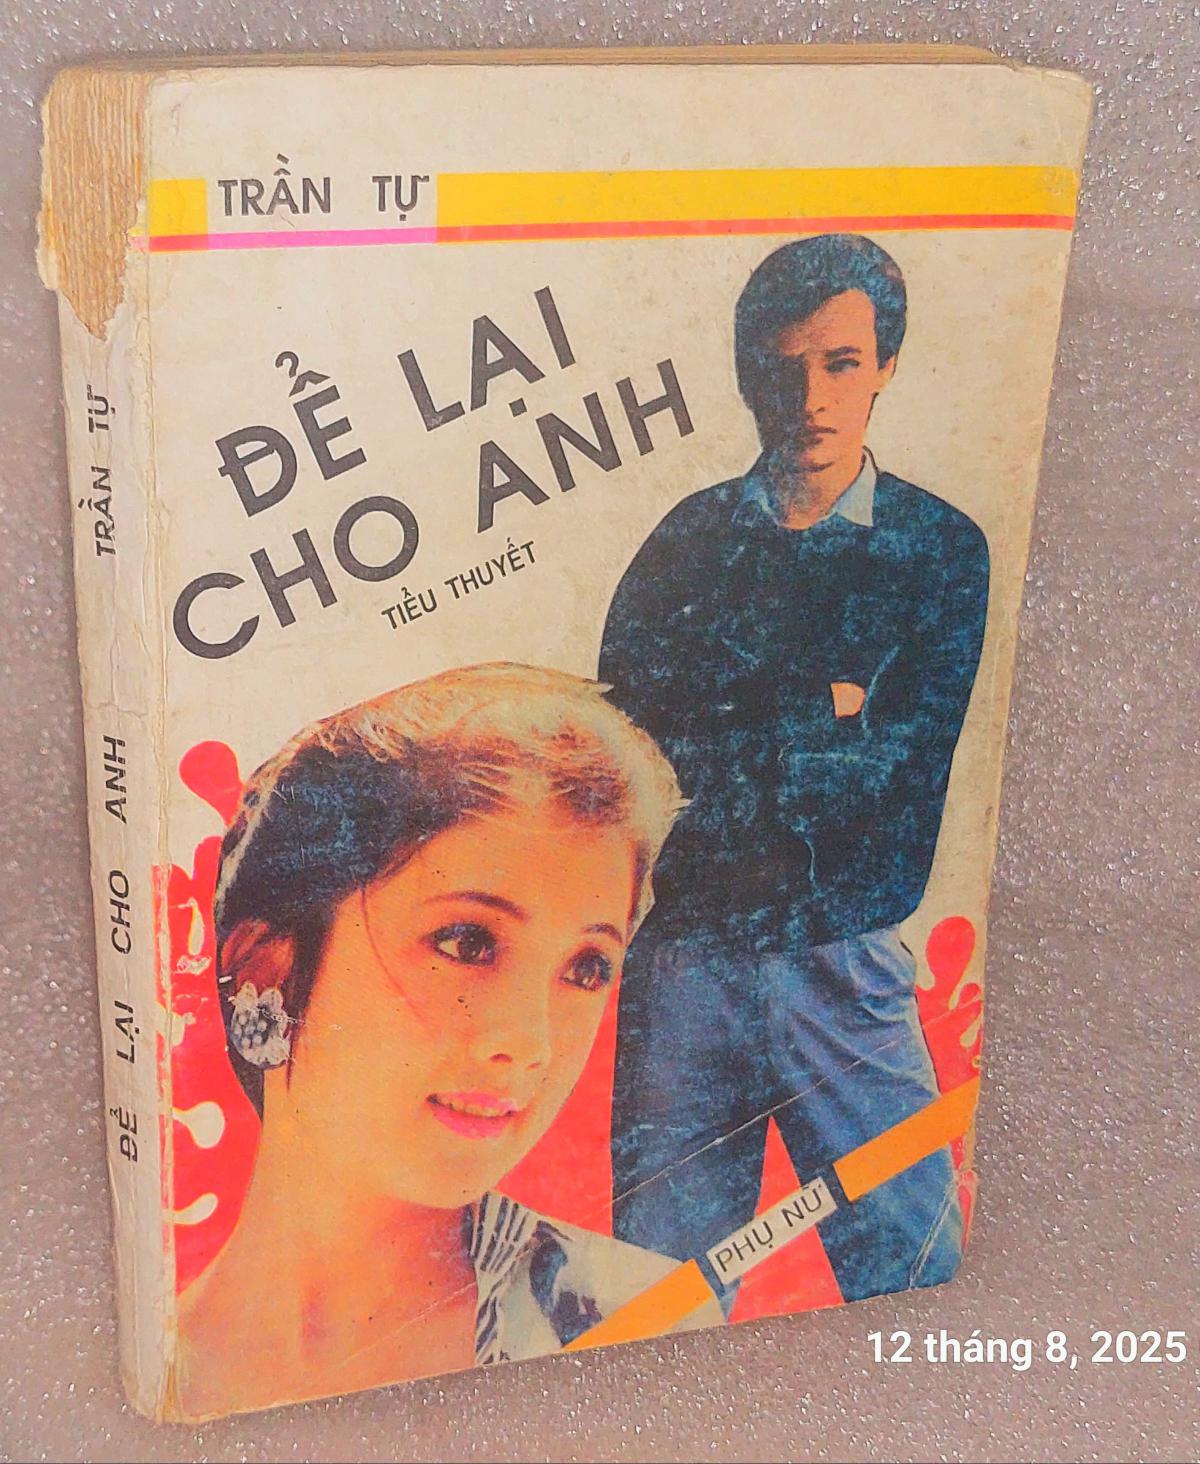 TRẦN TỰ
ĐỂ LẠI
CHO ANH
TIỂU THUYẾT
PHỤ NỮ
TRẦN TỰ
ĐỂ LẠI CHO ANH
12 tháng 8, 2025